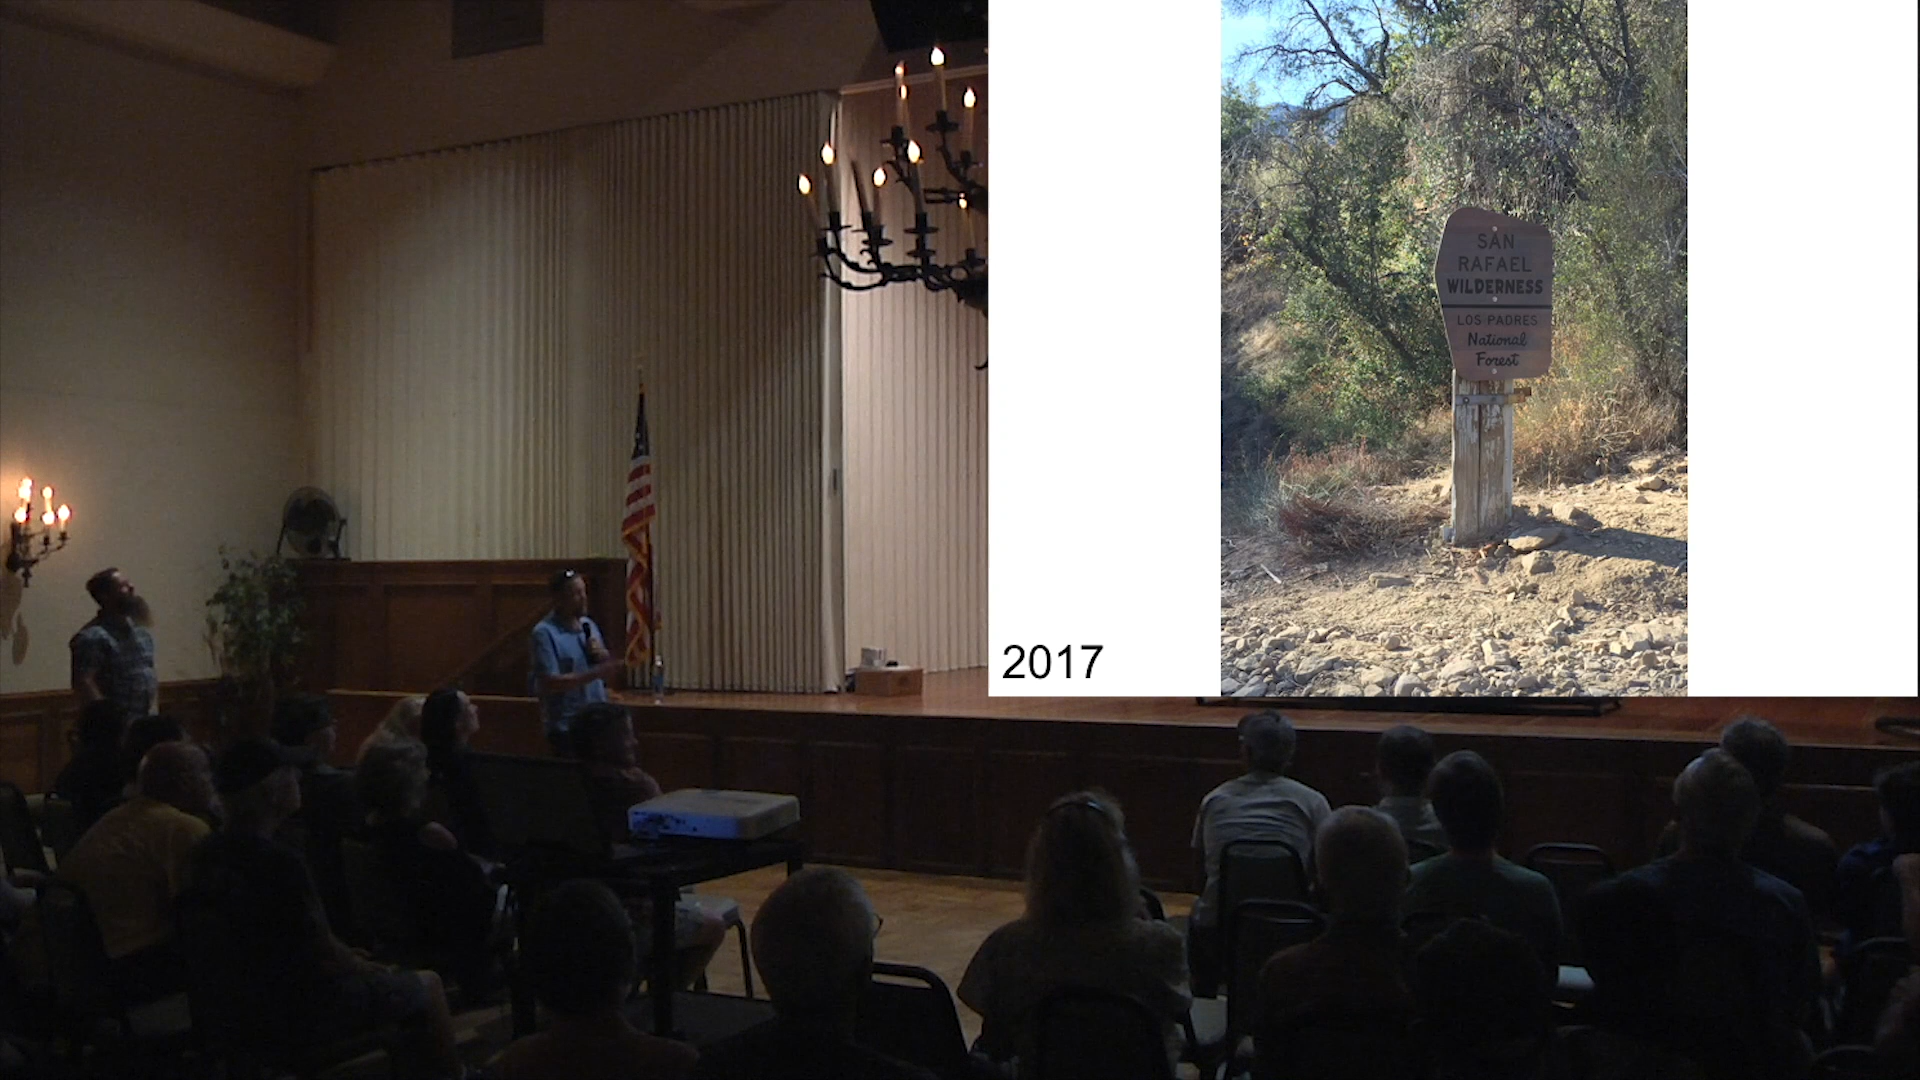 SAN
RAFAEL
WILDERNESS
LOS PADRES
National
Forest
2017